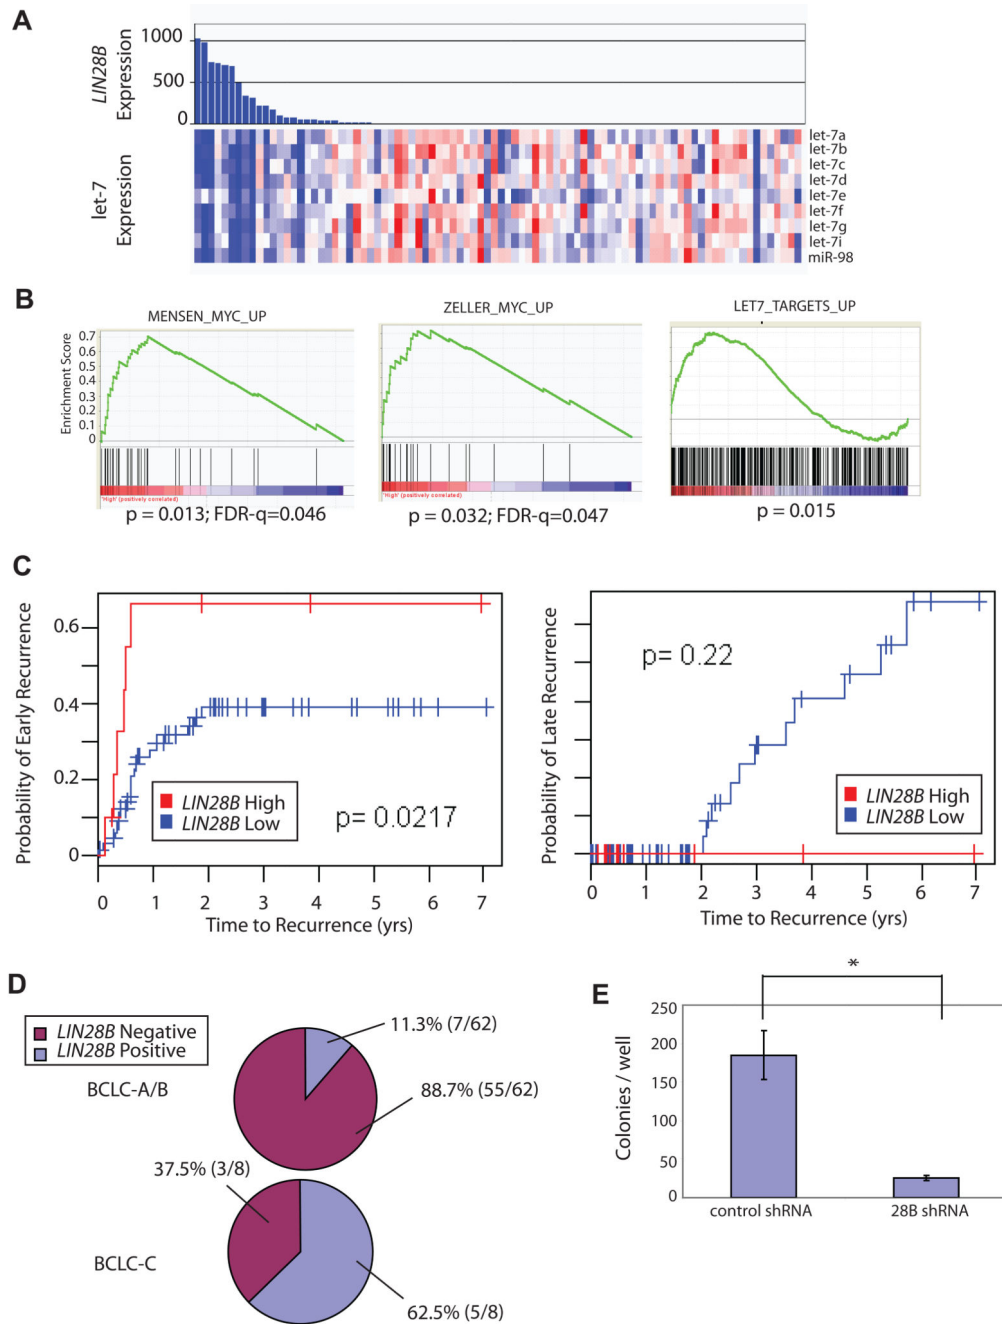 A
LIN28B
Expression
1000
500
0
let-7
Expression
let-7a
let-7b
let-7c
let-7d
let-7e
let-7f
let-7g
let-7i
miR-98
B
MENSEN_MYC_UP
ZELLER_MYC_UP
LET7_TARGETS_UP
Enrichment Score
0.7
0.6
0.5
0.4
0.3
0.2
0.1
0
'High' (positively correlated)
'High' (positively correlated)
p = 0.013; FDR-q=0.046
p = 0.032; FDR-q=0.047
p = 0.015
C
Probability of Early Recurrence
0.6
0.4
0.2
0
LIN28B High
LIN28B Low
p= 0.0217
0 1 2 3 4 5 6 7
Time to Recurrence (yrs)
Probability of Late Recurrence
p= 0.22
LIN28B High
LIN28B Low
0 1 2 3 4 5 6 7
Time to Recurrence (yrs)
D
LIN28B Negative
LIN28B Positive
BCLC-A/B
11.3% (7/62)
88.7% (55/62)
37.5% (3/8)
BCLC-C
62.5% (5/8)
E
*
Colonies / well
250
200
150
100
50
0
control shRNA
28B shRNA